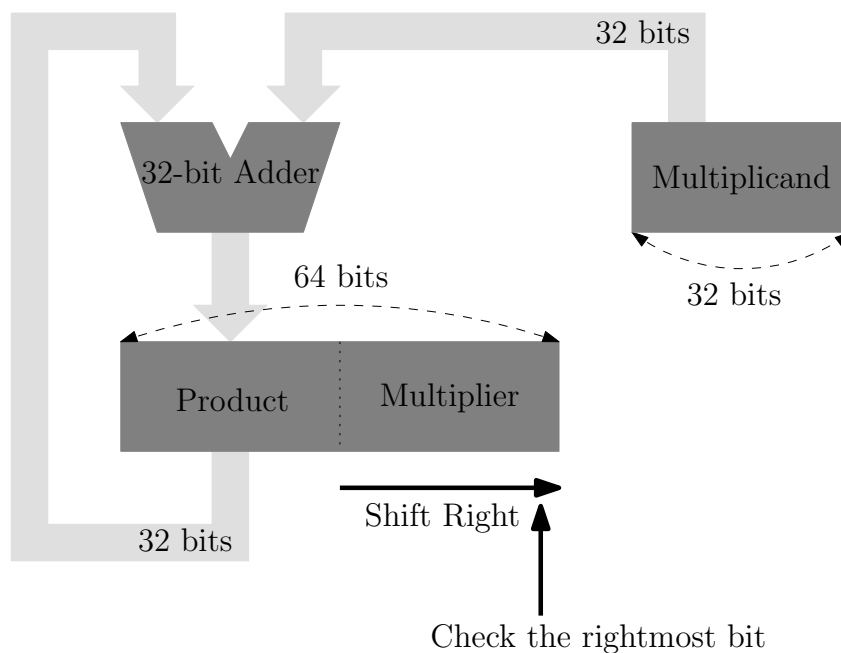 32 bits
32-bit Adder
Multiplicand
64 bits
32 bits
Product
Multiplier
Shift Right
32 bits
Check the rightmost bit